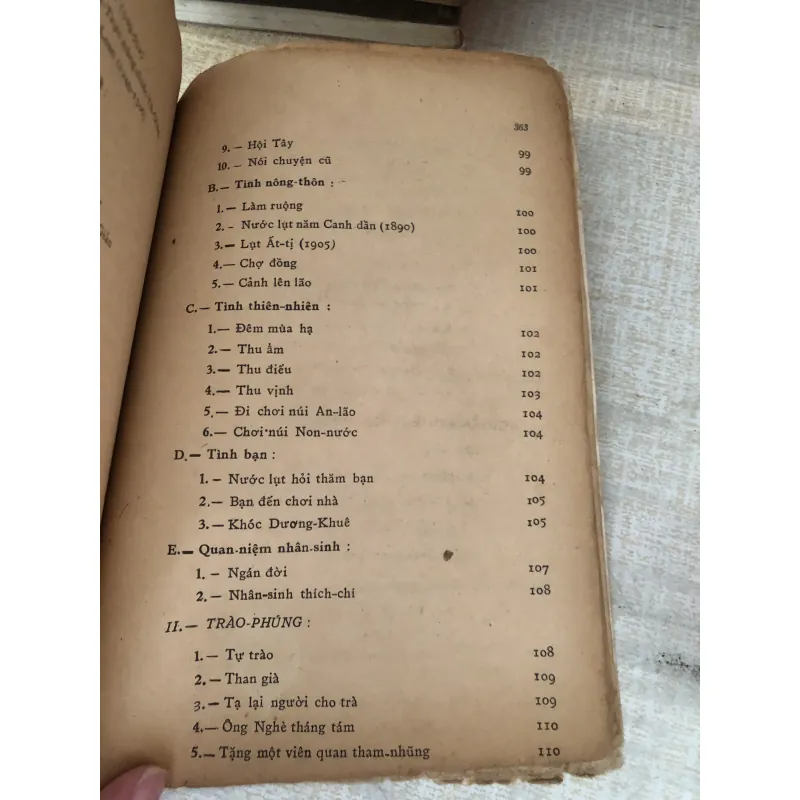 363
9.— Hội Tây 99
10.- Nói chuyện cũ 99
B.— Tình nông-thôn :
1.— Làm ruộng 100
2.- Nước lụt năm Canh dần (1890) 100
3.— Lụt Ất-tị (1905) 100
4.— Chợ đồng 101
5.— Cảnh lên lão 101
C.— Tình thiên-nhiên :
1.— Đêm mùa hạ 102
2.— Thu ẩm 102
3.— Thu điếu 102
4.— Thu vịnh 103
5.— Đi chơi núi An-lão 104
6.— Chơi núi Non-nước 104
D.— Tình bạn :
1.- Nước lụt hỏi thăm bạn 104
2.— Bạn đến chơi nhà 105
3.— Khóc Dương-Khuê 105
E.— Quan-niệm nhân-sinh :
1.- Ngán đời 107
2.- Nhân-sinh thích-chí 108
II.— TRÀO-PHÚNG :
1.— Tự trào 108
2.— Than già 109
3.— Tạ lại người cho trà 109
4.— Ông Nghè tháng tám 110
5.— Tặng một viên quan tham-nhũng 110